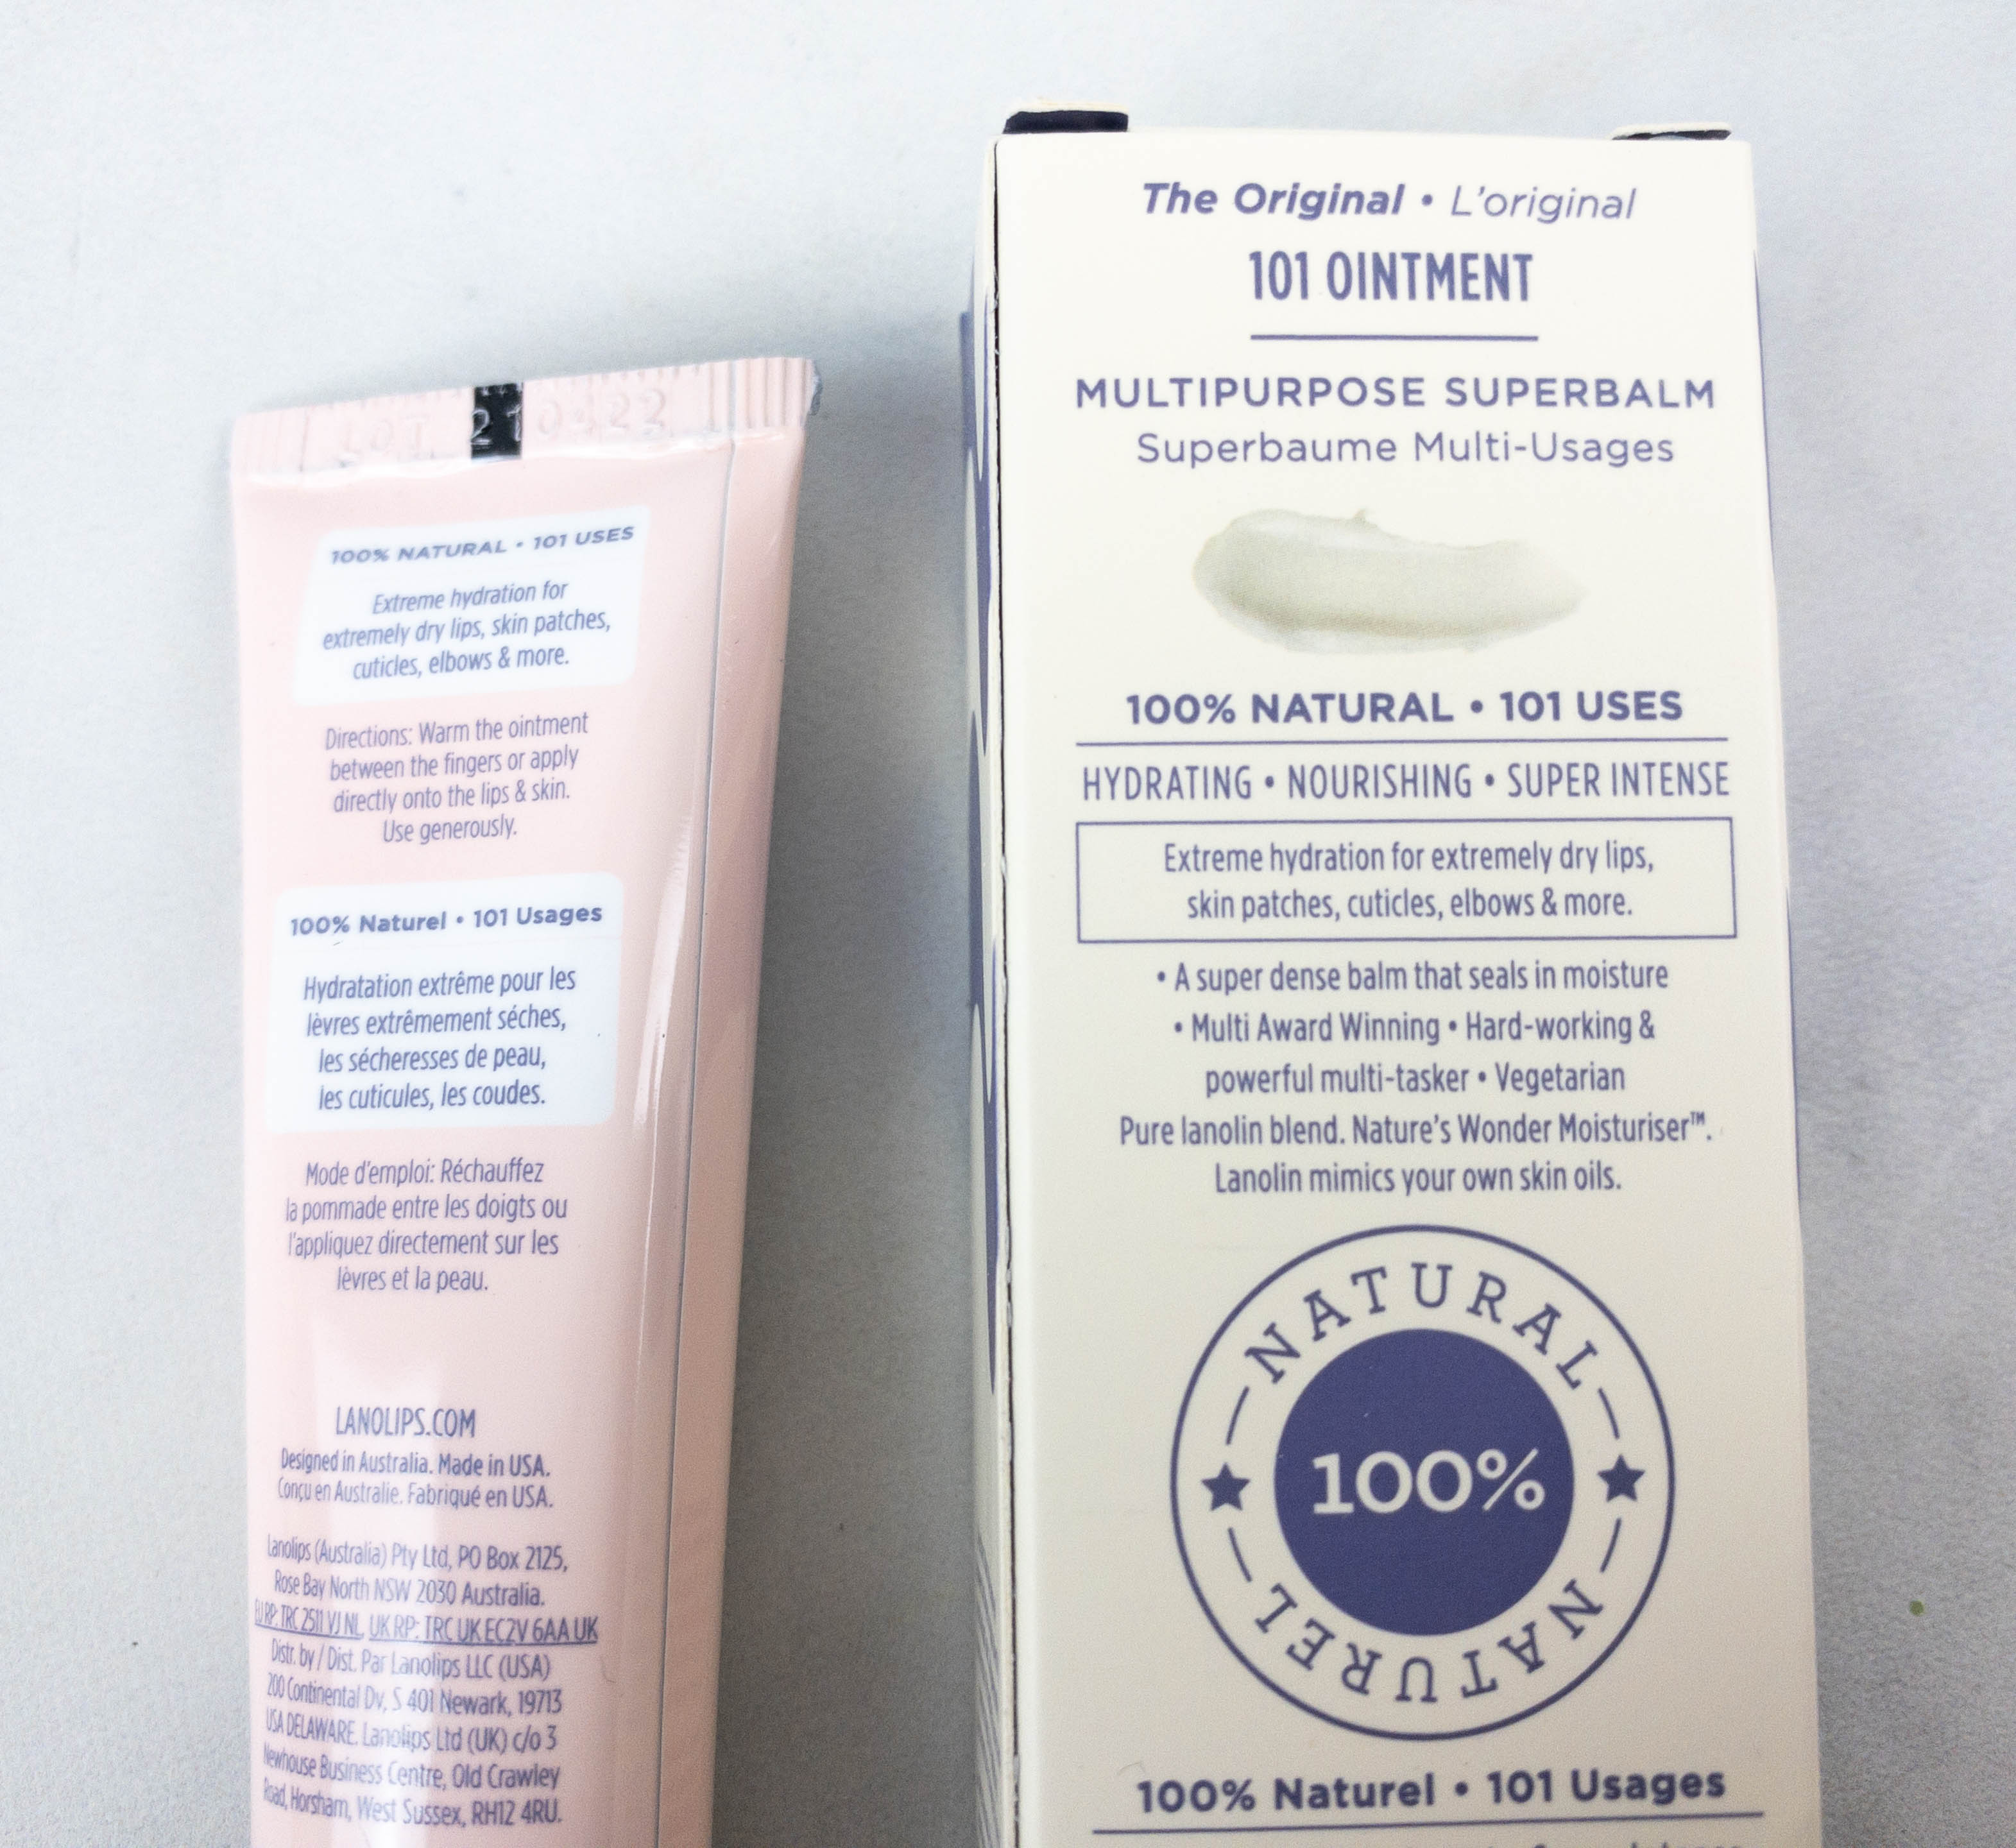 LOT 210422
100% NATURAL • 101 USES
Extreme hydration for
extremely dry lips, skin patches,
cuticles, elbows & more.
Directions: Warm the ointment
between the fingers or apply
directly onto the lips & skin.
Use generously.
100% Naturel • 101 Usages
Hydratation extrême pour les
lèvres extrêmement séches,
les sécheresses de peau,
les cuticules, les coudes.
Mode d'emploi: Réchauffez
la pommade entre les doigts ou
l'appliquez directement sur les
lèvres et la peau.
LANOLIPS.COM
Designed in Australia. Made in USA.
Conçu en Australie. Fabriqué en USA.
Lanolips (Australia) Pty Ltd, PO Box 2125,
Rose Bay North NSW 2030 Australia.
EU RP: TRC 2511 VJ NL, UK RP: TRC UK EC2V 6AA UK
Distr. by / Dist. Par Lanolips LLC (USA)
200 Continental Dv, S 401 Newark, 19713
USA DELAWARE. Lanolips Ltd (UK) c/o 3
Newhouse Business Centre, Old Crawley
Road, Horsham, West Sussex, RH12 4RU.
The Original • L'original
101 OINTMENT
MULTIPURPOSE SUPERBALM
Superbaume Multi-Usages
100% NATURAL • 101 USES
HYDRATING • NOURISHING • SUPER INTENSE
Extreme hydration for extremely dry lips,
skin patches, cuticles, elbows & more.
• A super dense balm that seals in moisture
• Multi Award Winning • Hard-working &
powerful multi-tasker • Vegetarian
Pure lanolin blend. Nature's Wonder Moisturiser™.
Lanolin mimics your own skin oils.
NATURAL
100%
NATUREL
100% Naturel • 101 Usages